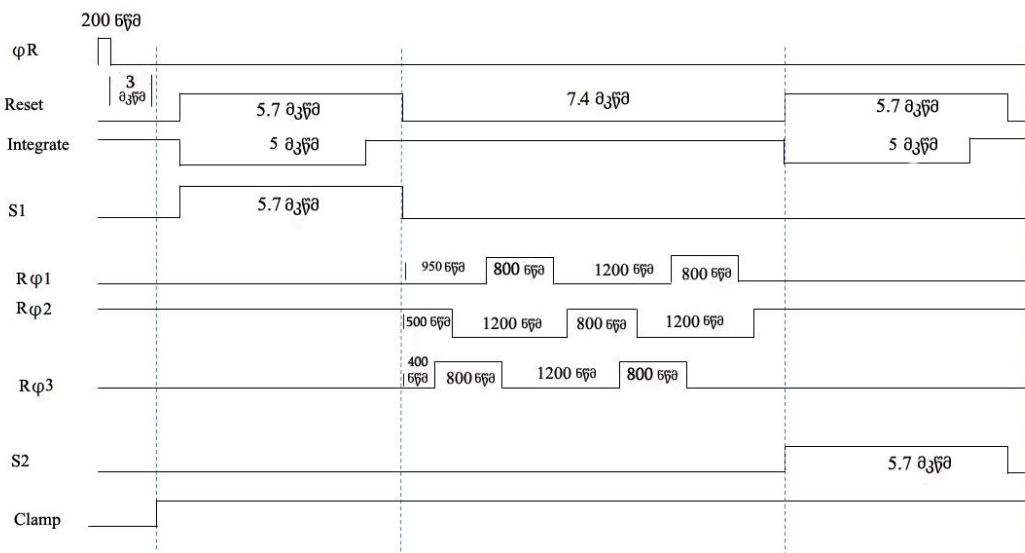 200 ნწმ
φR
3
მკწმ
Reset
5.7 მკწმ
7.4 მკწმ
5.7 მკწმ
Integrate
5 მკწმ
5 მკწმ
S1
5.7 მკწმ
Rφ1
950 ნწმ
800 ნწმ
1200 ნწმ
800 ნწმ
Rφ2
500 ნწმ
1200 ნწმ
800 ნწმ
1200 ნწმ
Rφ3
400
ნწმ
800 ნწმ
1200 ნწმ
800 ნწმ
S2
5.7 მკწმ
Clamp